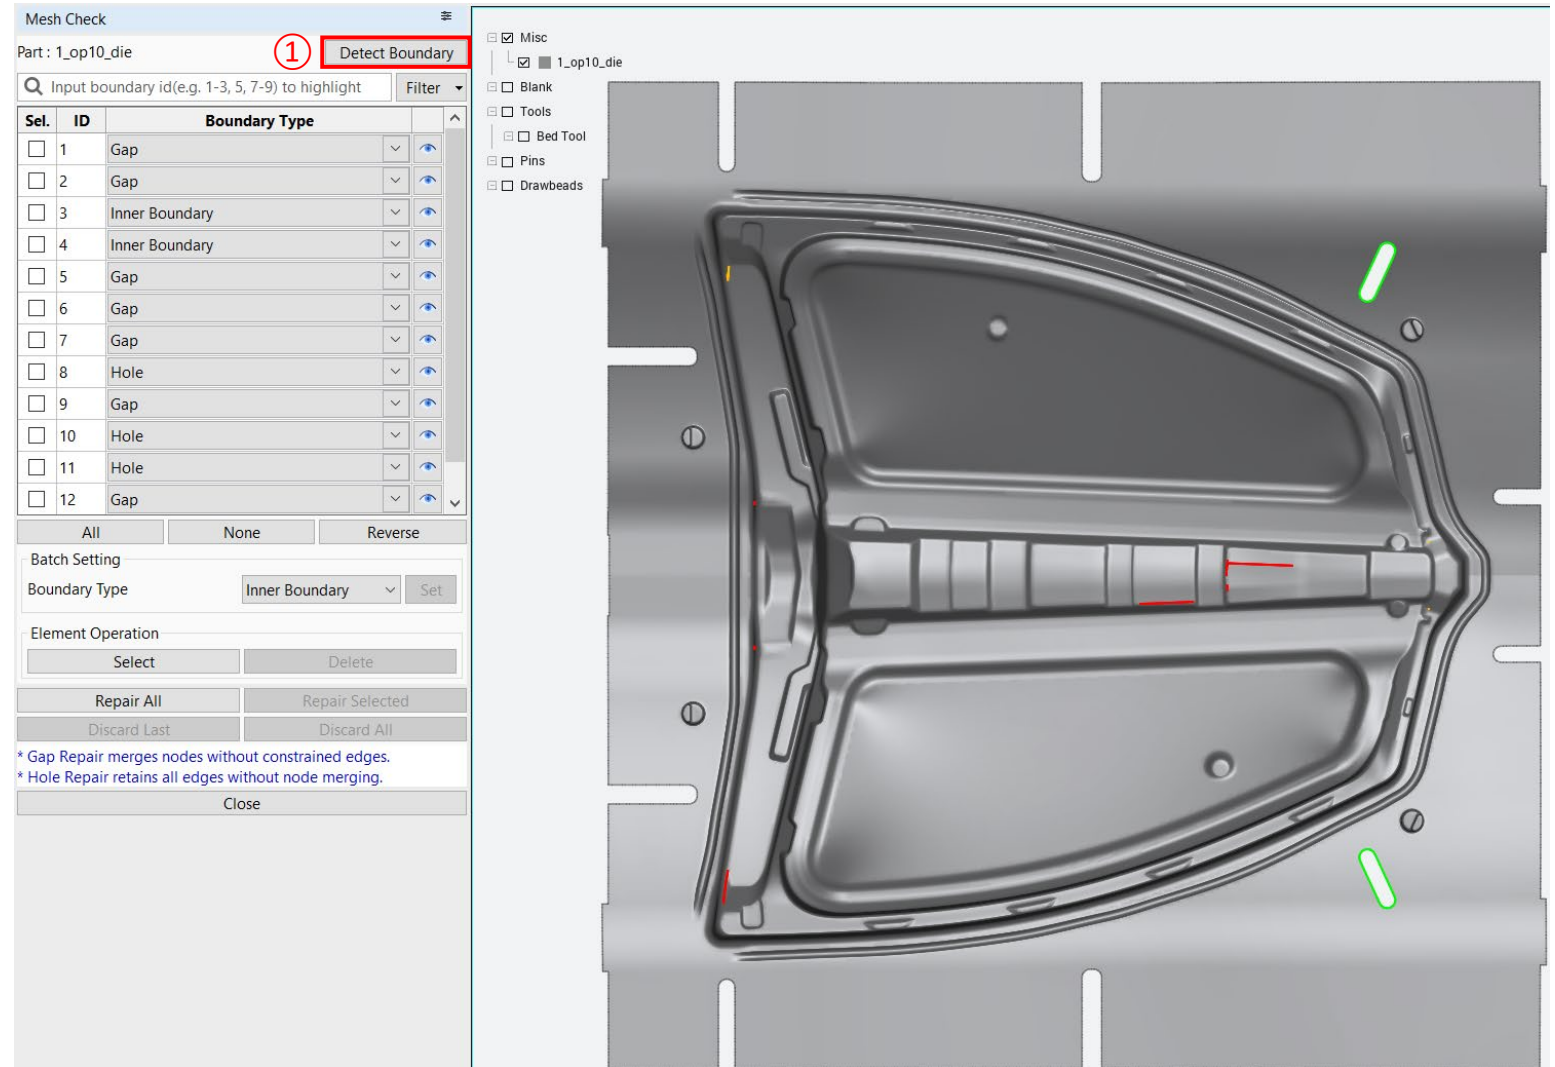 Mesh Check
Part : 1_op10_die
① Detect Boundary
Input boundary id(e.g. 1-3, 5, 7-9) to highlight Filter
Sel. ID Boundary Type
1 Gap
2 Gap
3 Inner Boundary
4 Inner Boundary
5 Gap
6 Gap
7 Gap
8 Hole
9 Gap
10 Hole
11 Hole
12 Gap
All None Reverse
Batch Setting
Boundary Type Inner Boundary Set
Element Operation
Select Delete
Repair All Repair Selected
Discard Last Discard All
* Gap Repair merges nodes without constrained edges.
* Hole Repair retains all edges without node merging.
Close
Misc
1_op10_die
Blank
Tools
Bed Tool
Pins
Drawbeads